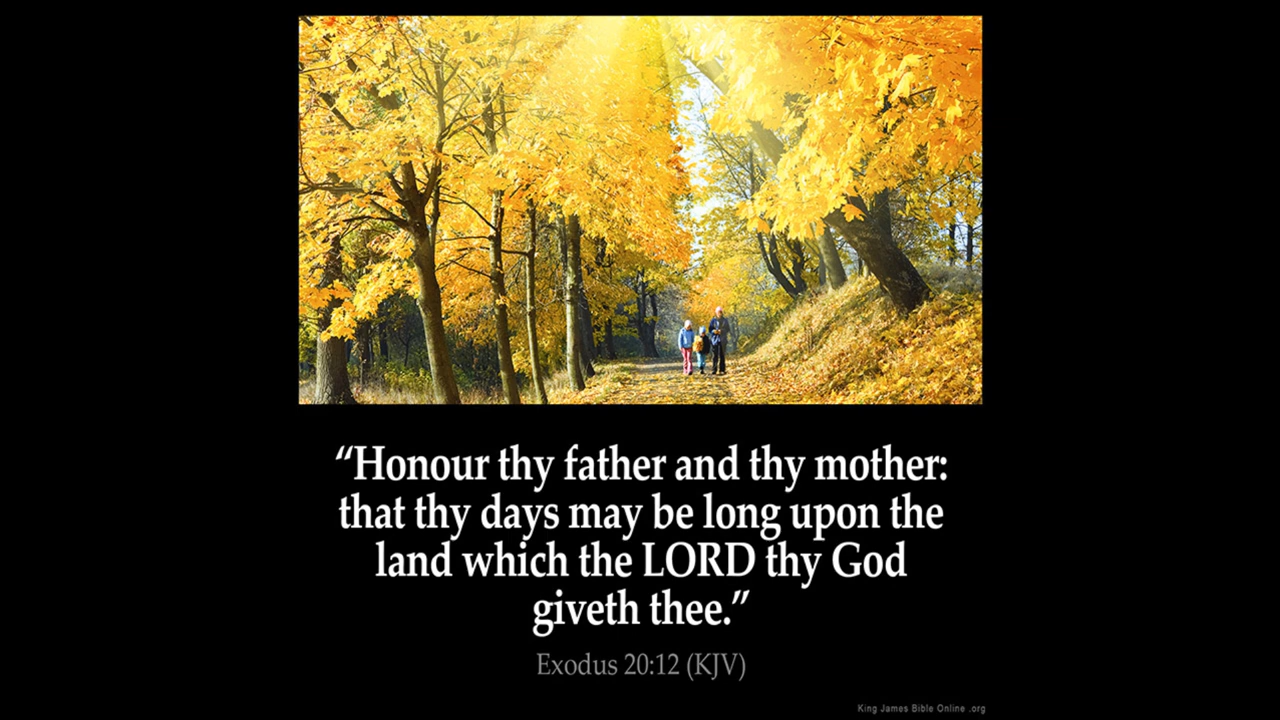 “Honour thy father and thy mother:
that thy days may be long upon the
land which the LORD thy God
giveth thee.”
Exodus 20:12 (KJV)
King James Bible Online .org